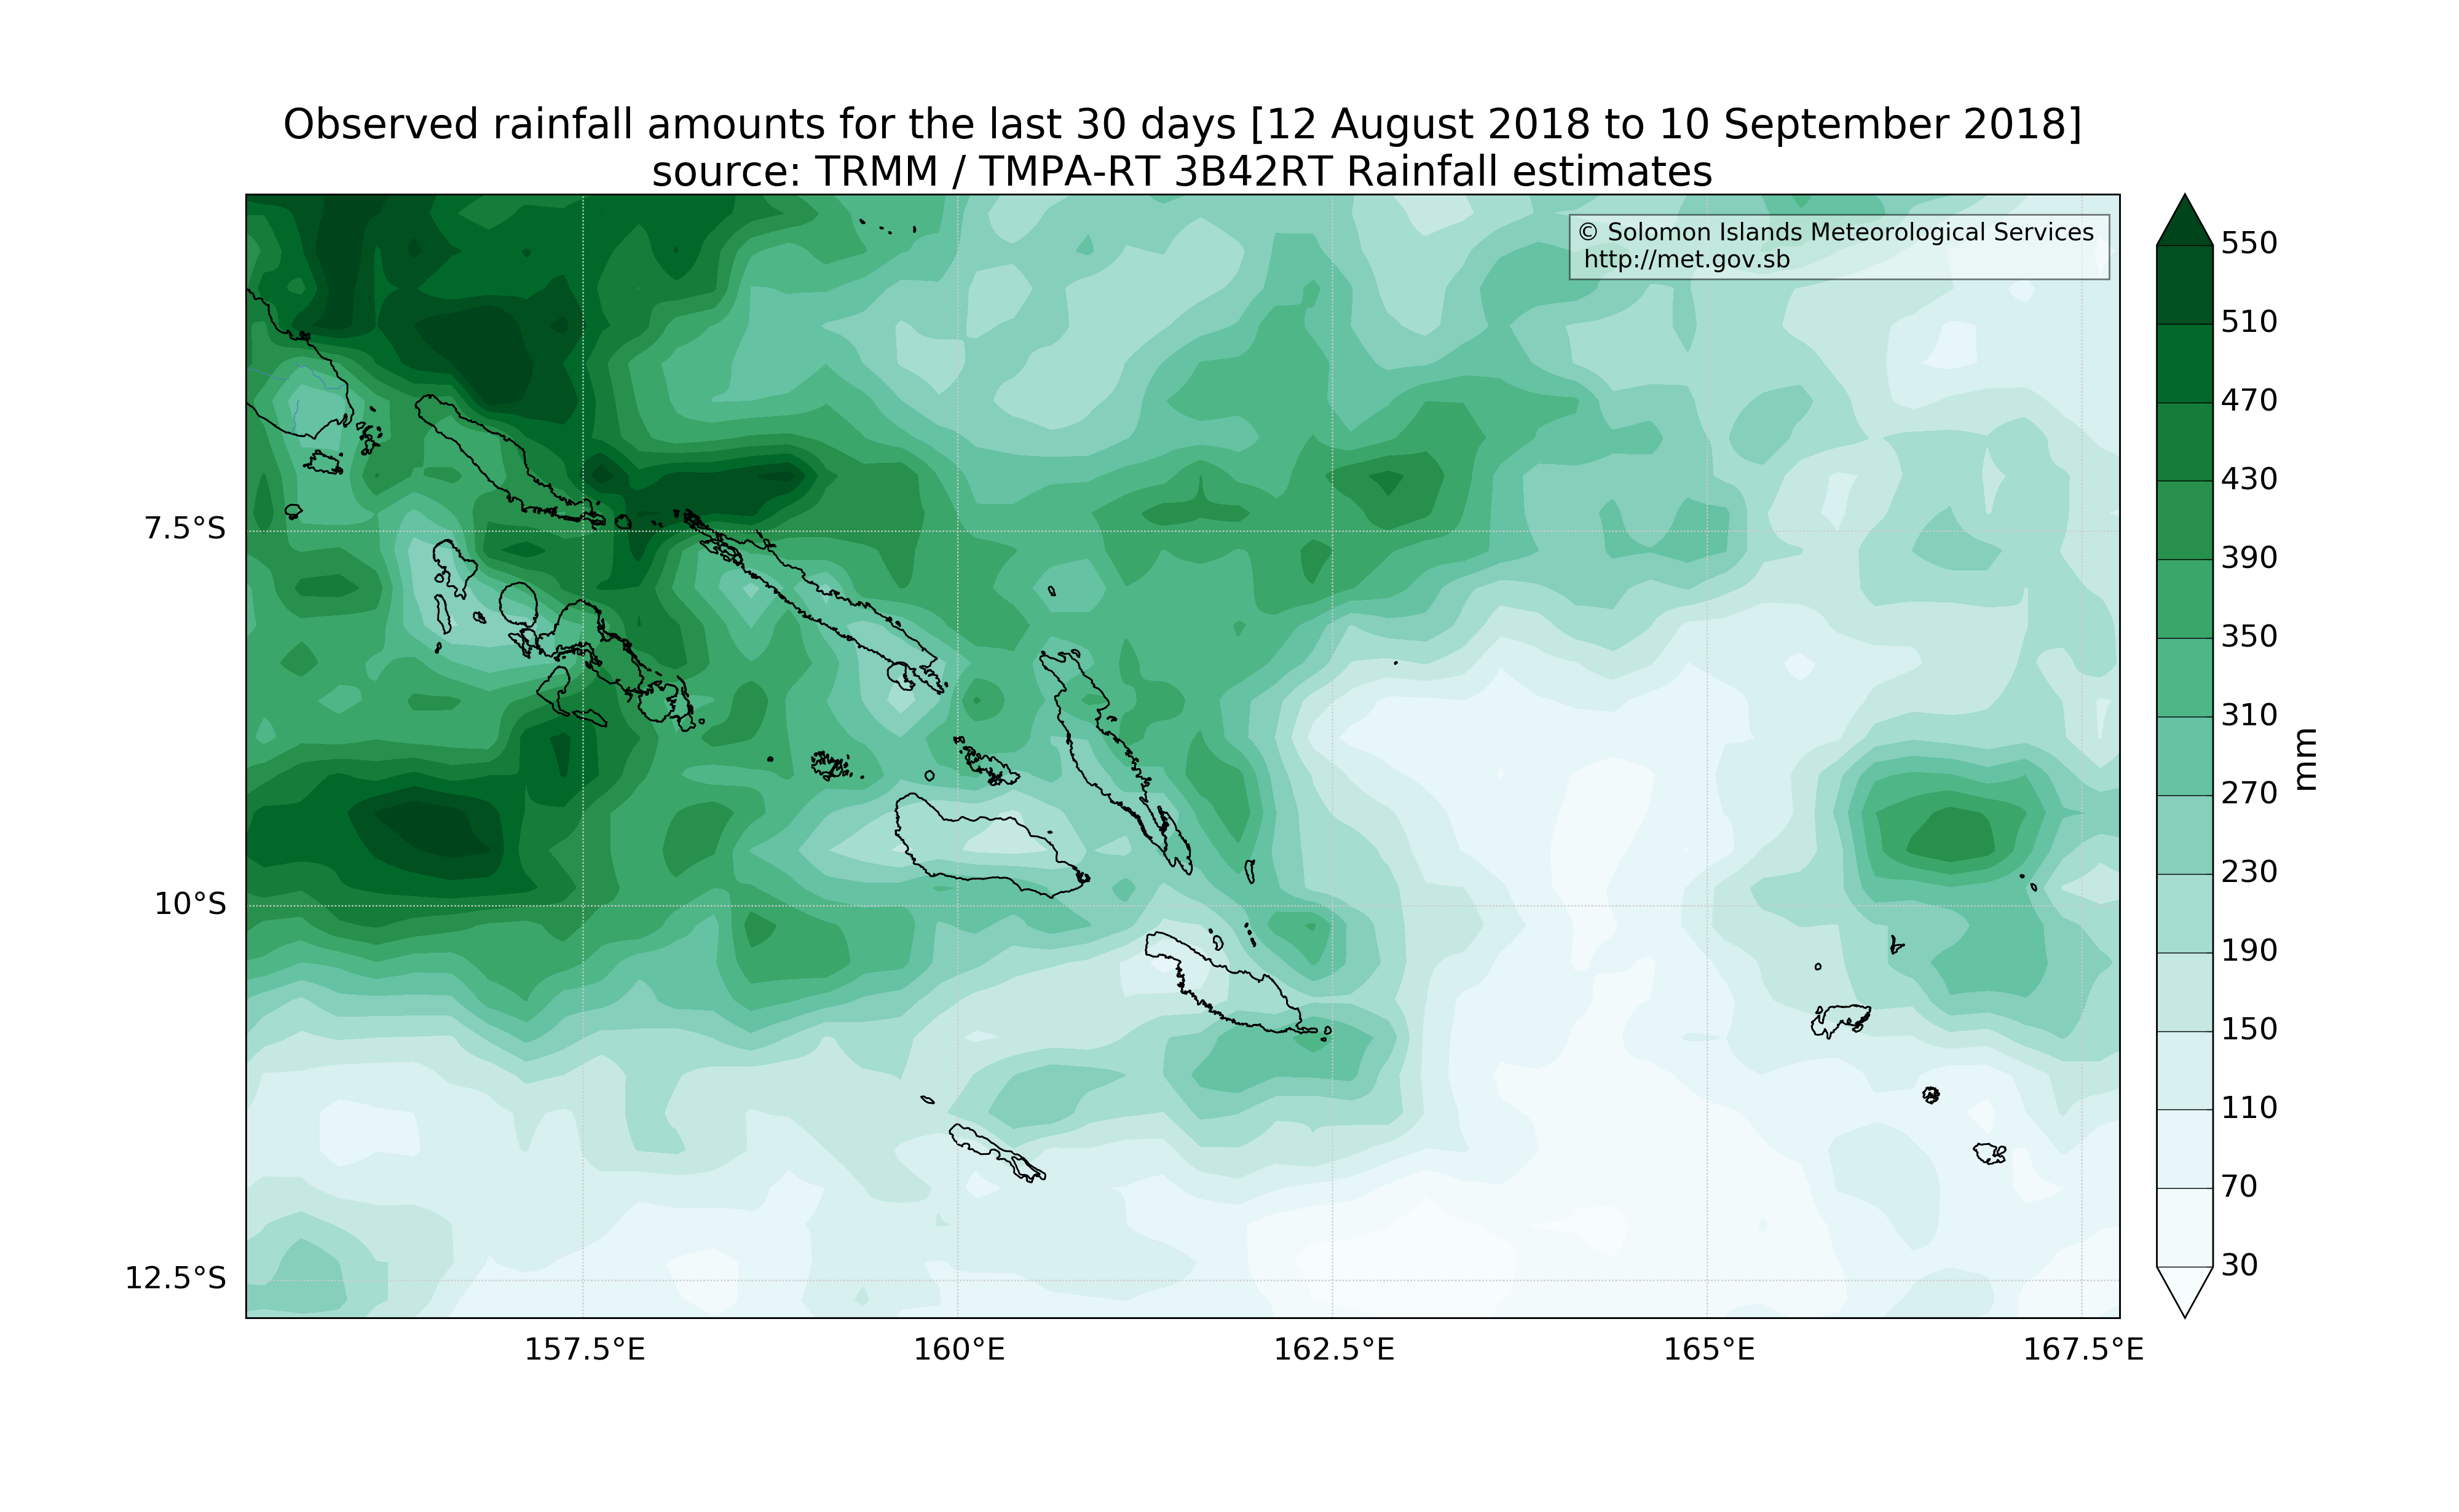 Observed rainfall amounts for the last 30 days [12 August 2018 to 10 September 2018]
source: TRMM / TMPA-RT 3B42RT Rainfall estimates
© Solomon Islands Meteorological Services
http://met.gov.sb
7.5°S
10°S
12.5°S
157.5°E
160°E
162.5°E
165°E
167.5°E
550
510
470
430
390
350
310
270
230
190
150
110
70
30
mm